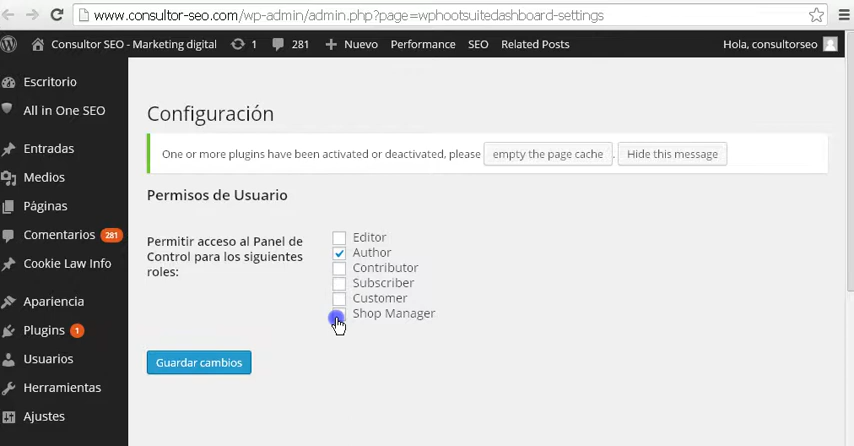 www.consultor-seo.com/wp-admin/admin.php?page=wphootsuitedashboard-settings
Consultor SEO - Marketing digital 1 281 Nuevo Performance SEO Related Posts Hola, consultorseo
Escritorio
All in One SEO
Entradas
Medios
Páginas
Comentarios 281
Cookie Law Info
Apariencia
Plugins 1
Usuarios
Herramientas
Ajustes
Configuración
One or more plugins have been activated or deactivated, please empty the page cache . Hide this message
Permisos de Usuario
Permitir acceso al Panel de
Control para los siguientes
roles:
Editor
Author
Contributor
Subscriber
Customer
Shop Manager
Guardar cambios